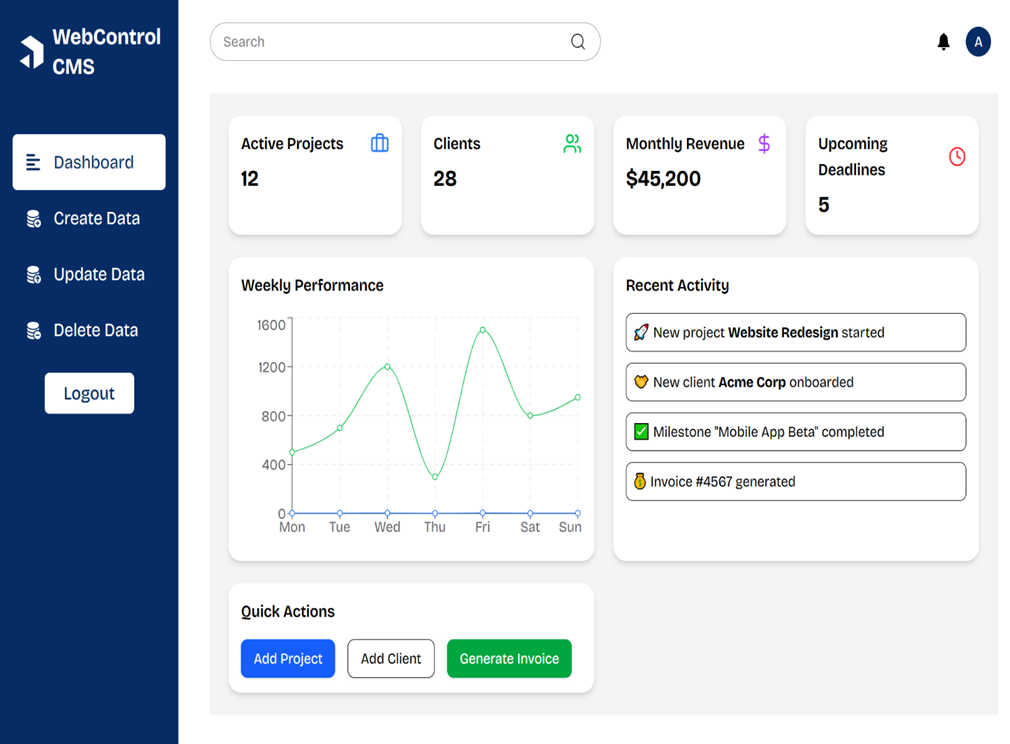 WebControl
CMS
Dashboard
Create Data
Update Data
Delete Data
Logout
Search
A
Active Projects
12
Clients
28
Monthly Revenue
$45,200
Upcoming
Deadlines
5
Weekly Performance
1600
1200
800
400
0
Mon Tue Wed Thu Fri Sat Sun
Recent Activity
New project Website Redesign started
New client Acme Corp onboarded
Milestone "Mobile App Beta" completed
Invoice #4567 generated
Quick Actions
Add Project
Add Client
Generate Invoice